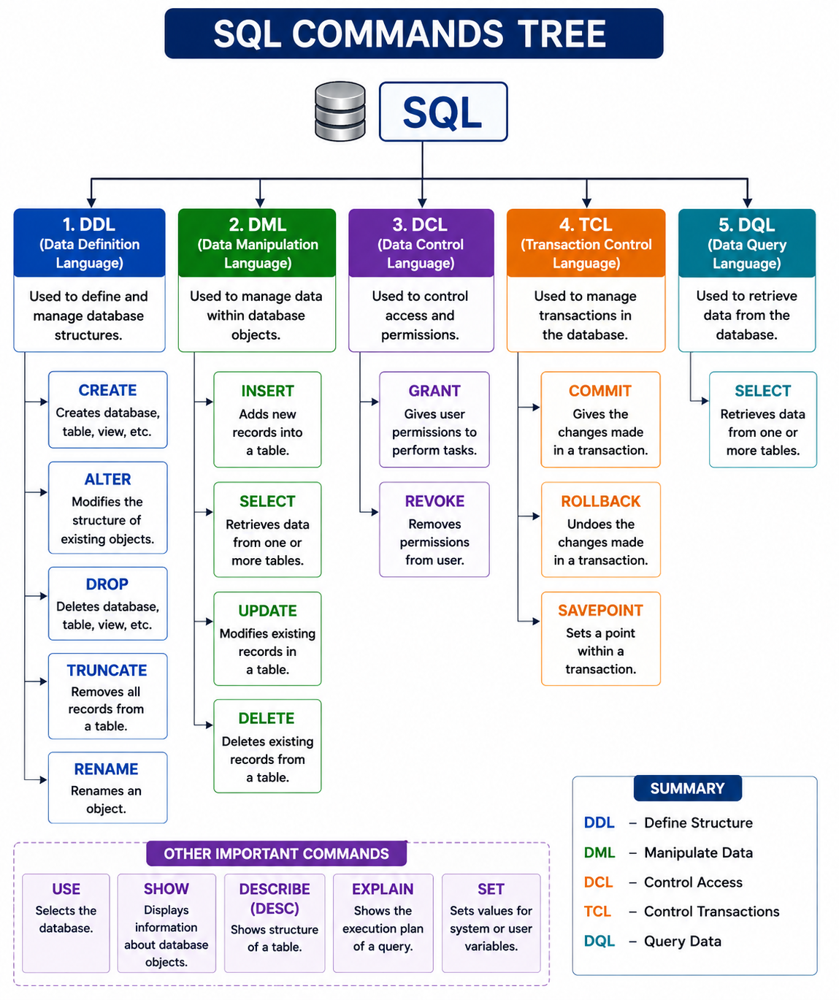 SQL COMMANDS TREE
SQL
1. DDL
(Data Definition
Language)
Used to define and
manage database
structures.
CREATE
Creates database,
table, view, etc.
ALTER
Modifies the
structure of
existing objects.
DROP
Deletes database,
table, view, etc.
TRUNCATE
Removes all
records from
a table.
RENAME
Renames an
object.
2. DML
(Data Manipulation
Language)
Used to manage data
within database
objects.
INSERT
Adds new
records into
a table.
SELECT
Retrieves data
from one or
more tables.
UPDATE
Modifies existing
records in
a table.
DELETE
Deletes existing
records from
a table.
3. DCL
(Data Control
Language)
Used to control
access and
permissions.
GRANT
Gives user
permissions to
perform tasks.
REVOKE
Removes
permissions
from user.
4. TCL
(Transaction Control
Language)
Used to manage
transactions in
the database.
COMMIT
Gives the
changes made
in a transaction.
ROLLBACK
Undoes the
changes made
in a transaction.
SAVEPOINT
Sets a point
within a
transaction.
5. DQL
(Data Query
Language)
Used to retrieve
data from the
database.
SELECT
Retrieves data
from one or
more tables.
OTHER IMPORTANT COMMANDS
USE
Selects the
database.
SHOW
Displays
information
about database
objects.
DESCRIBE
(DESC)
Shows structure
of a table.
EXPLAIN
Shows the
execution plan
of a query.
SET
Sets values for
system or user
variables.
SUMMARY
DDL – Define Structure
DML – Manipulate Data
DCL – Control Access
TCL – Control Transactions
DQL – Query Data